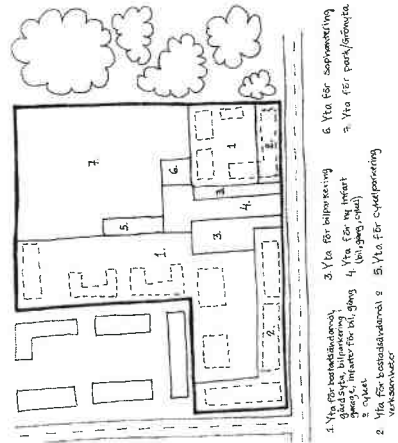 7.
6.
1
5.
3
4.
1.
3.
2
2.
1. Yta för bostadsändamål,
gårdsyta, bilparkering,
garage, infarter för bil, gång
& cykel
2 Yta för bostadsändamål &
verksamheter
3. Yta för bilparkering
4. Yta för ny infart
(bil, gång, cykel)
5. Yta för cykelparkering
6 Yta för sophantering
7. Yta för park/Grönyta